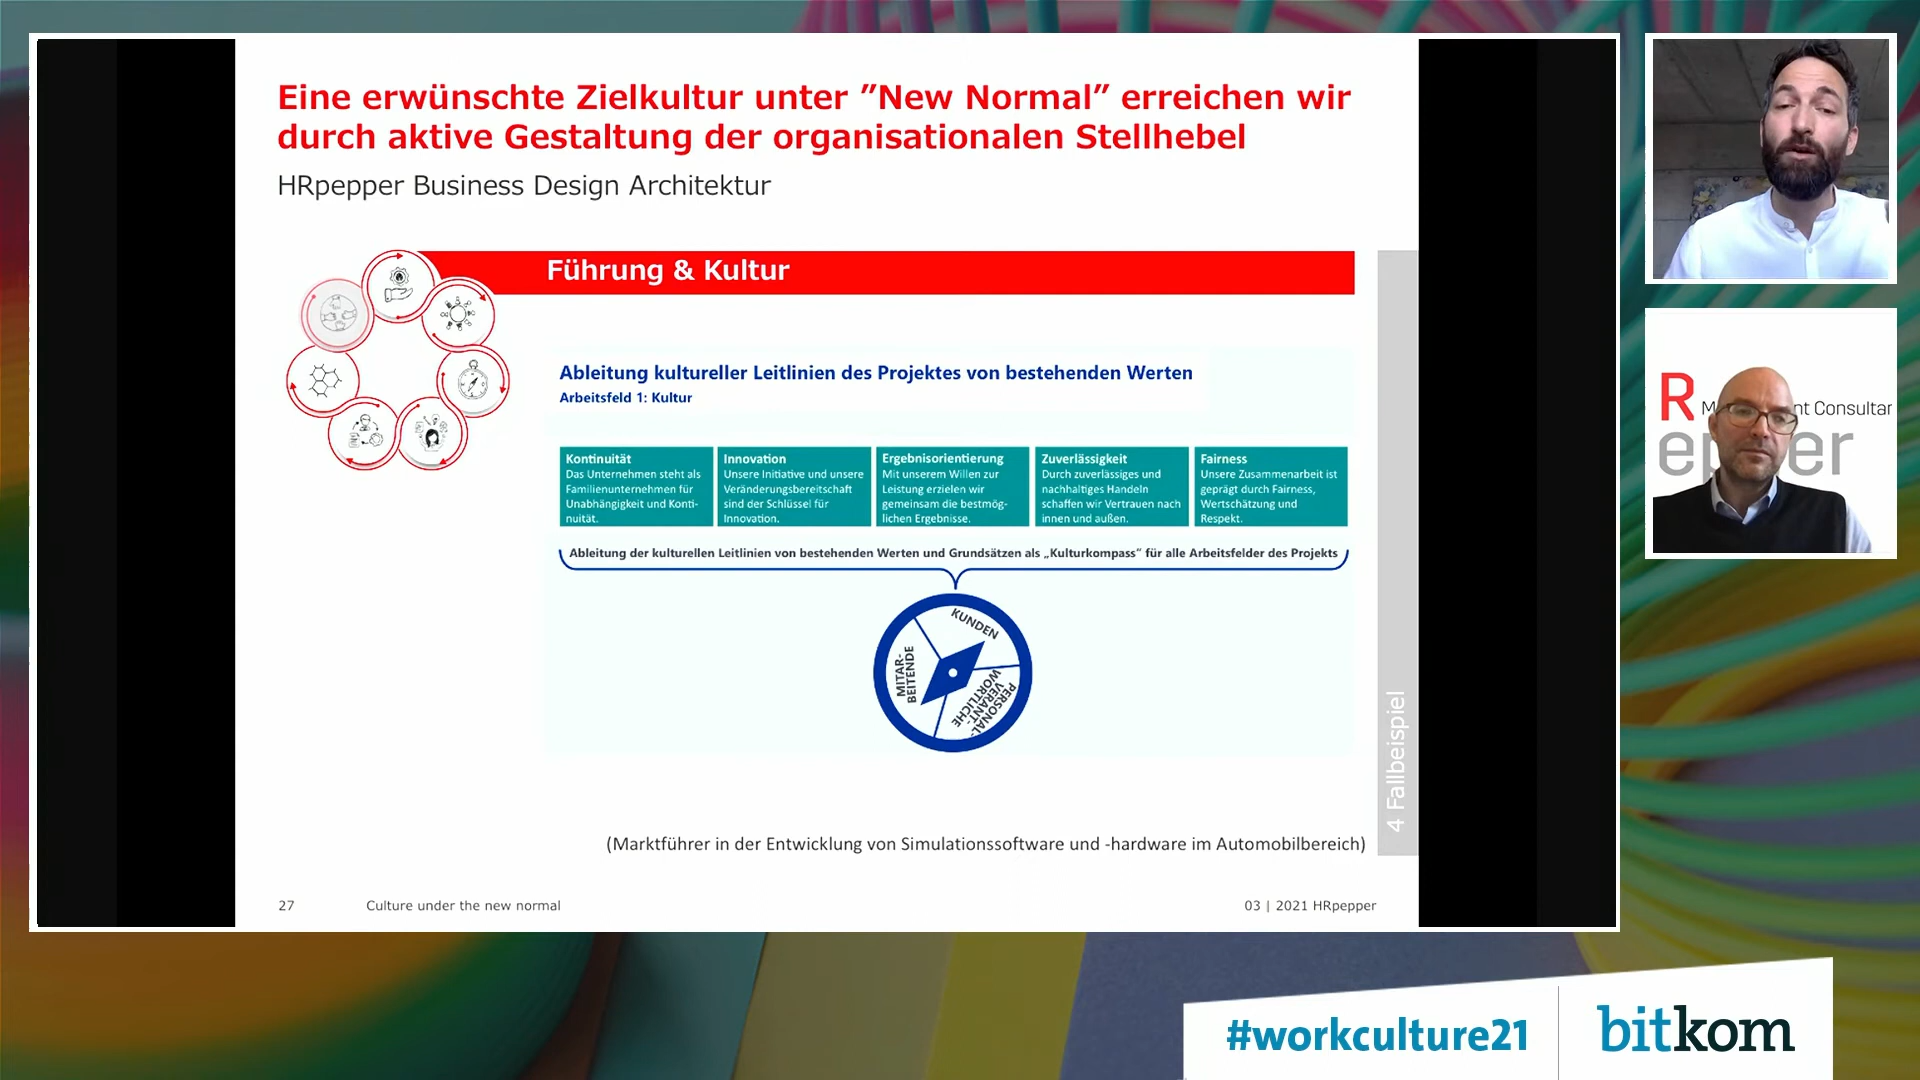 Eine erwünschte Zielkultur unter ”New Normal” erreichen wir
durch aktive Gestaltung der organisationalen Stellhebel
HRpepper Business Design Architektur
Führung & Kultur
Ableitung kultureller Leitlinien des Projektes von bestehenden Werten
Arbeitsfeld 1: Kultur
Kontinuität
Das Unternehmen steht als
Familienunternehmen für
Unabhängigkeit und Konti-
nuität.
Innovation
Unsere Initiative und unsere
Veränderungsbereitschaft
sind der Schlüssel für
Innovation.
Ergebnisorientierung
Mit unserem Willen zur
Leistung erzielen wir
gemeinsam die bestmög-
lichen Ergebnisse.
Zuverlässigkeit
Durch zuverlässiges und
nachhaltiges Handeln
schaffen wir Vertrauen nach
innen und außen.
Fairness
Unsere Zusammenarbeit ist
geprägt durch Fairness,
Wertschätzung und
Respekt.
Ableitung der kulturellen Leitlinien von bestehenden Werten und Grundsätzen als „Kulturkompass“ für alle Arbeitsfelder des Projekts
KUNDEN
MITAR-
BEITENDE
PERSONAL-
VERANT-
WORTLICHE
4 Fallbeispiel
(Marktführer in der Entwicklung von Simulationssoftware und -hardware im Automobilbereich)
27
Culture under the new normal
03 | 2021 HRpepper
#workculture21
bitkom